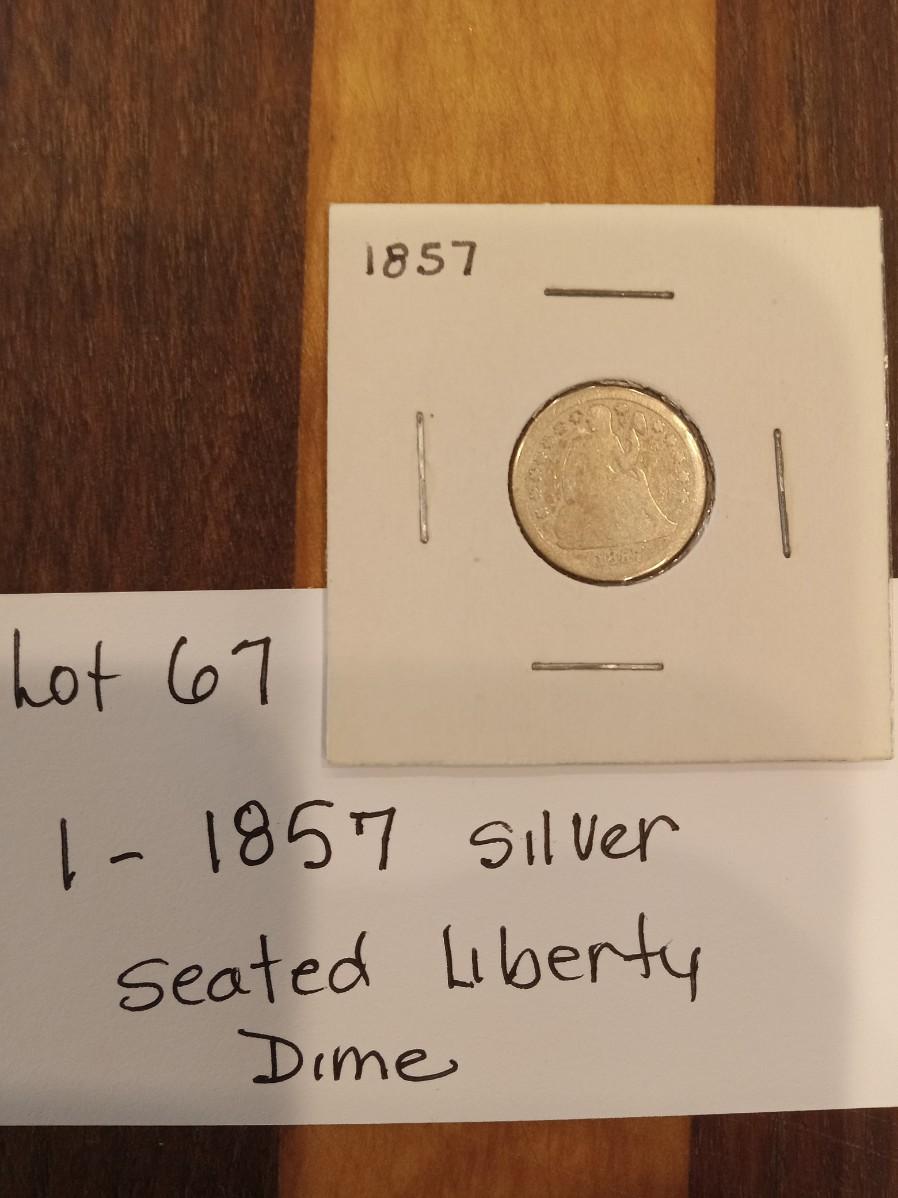 1857
Lot 67
1 - 1857 silver
Seated Liberty
Dime